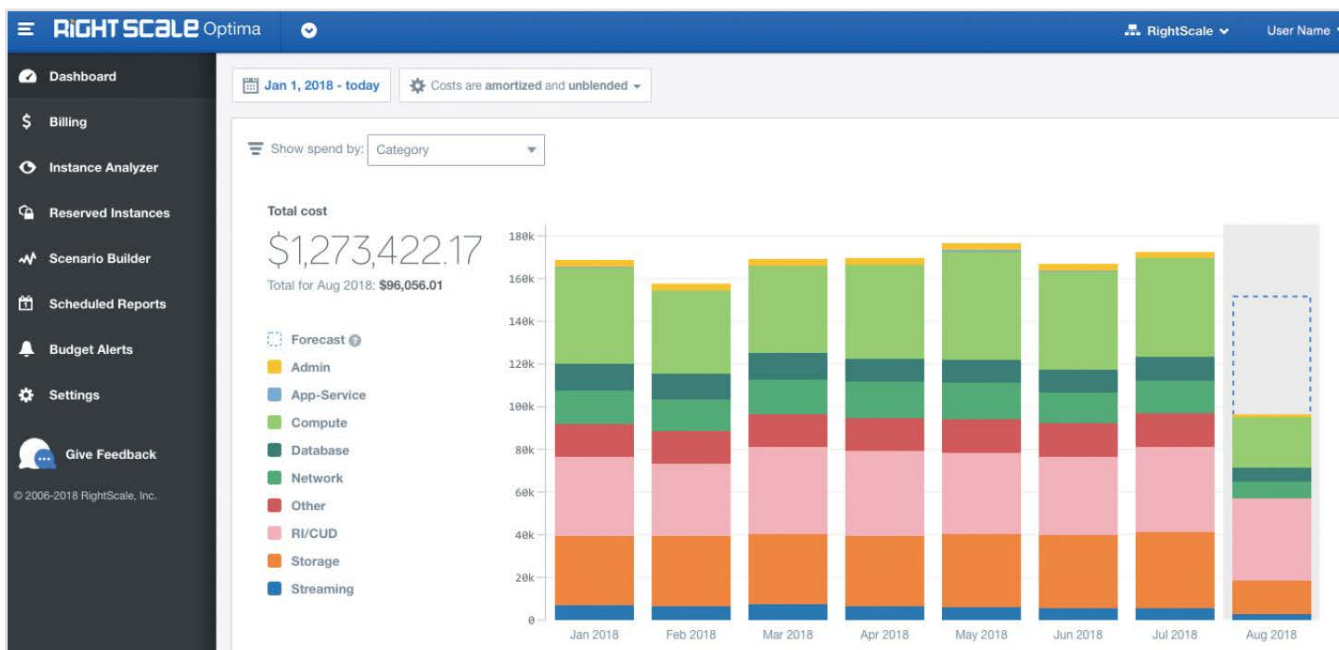 RIGHTSCALE Optima
RightScale
User Name
Dashboard
Billing
Instance Analyzer
Reserved Instances
Scenario Builder
Scheduled Reports
Budget Alerts
Settings
Give Feedback
© 2006-2018 RightScale, Inc.
Jan 1, 2018 - today
Costs are amortized and unblended
Show spend by: Category
Total cost
$1,273,422.17
Total for Aug 2018: $96,056.01
Forecast ?
Admin
App-Service
Compute
Database
Network
Other
RI/CUD
Storage
Streaming
180k
160k
140k
120k
100k
80k
60k
40k
20k
0
Jan 2018 Feb 2018 Mar 2018 Apr 2018 May 2018 Jun 2018 Jul 2018 Aug 2018